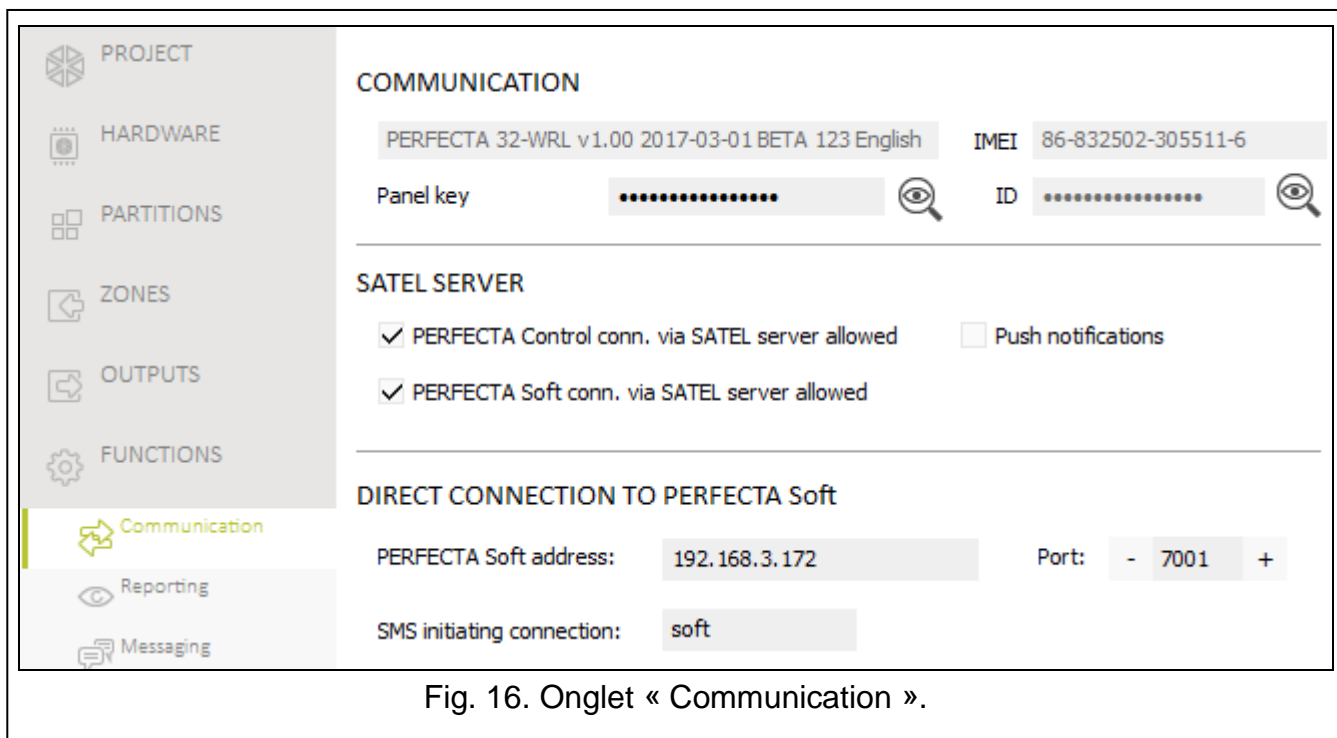 PROJECT
HARDWARE
PARTITIONS
ZONES
OUTPUTS
FUNCTIONS
Communication
Reporting
Messaging
COMMUNICATION
PERFECTA 32-WRL v1.00 2017-03-01 BETA 123 English IMEI 86-832502-305511-6
Panel key •••••••••••••••• ID ••••••••••••••••
SATEL SERVER
PERFECTA Control conn. via SATEL server allowed Push notifications
PERFECTA Soft conn. via SATEL server allowed
DIRECT CONNECTION TO PERFECTA Soft
PERFECTA Soft address: 192.168.3.172 Port: - 7001 +
SMS initiating connection: soft
Fig. 16. Onglet « Communication ».